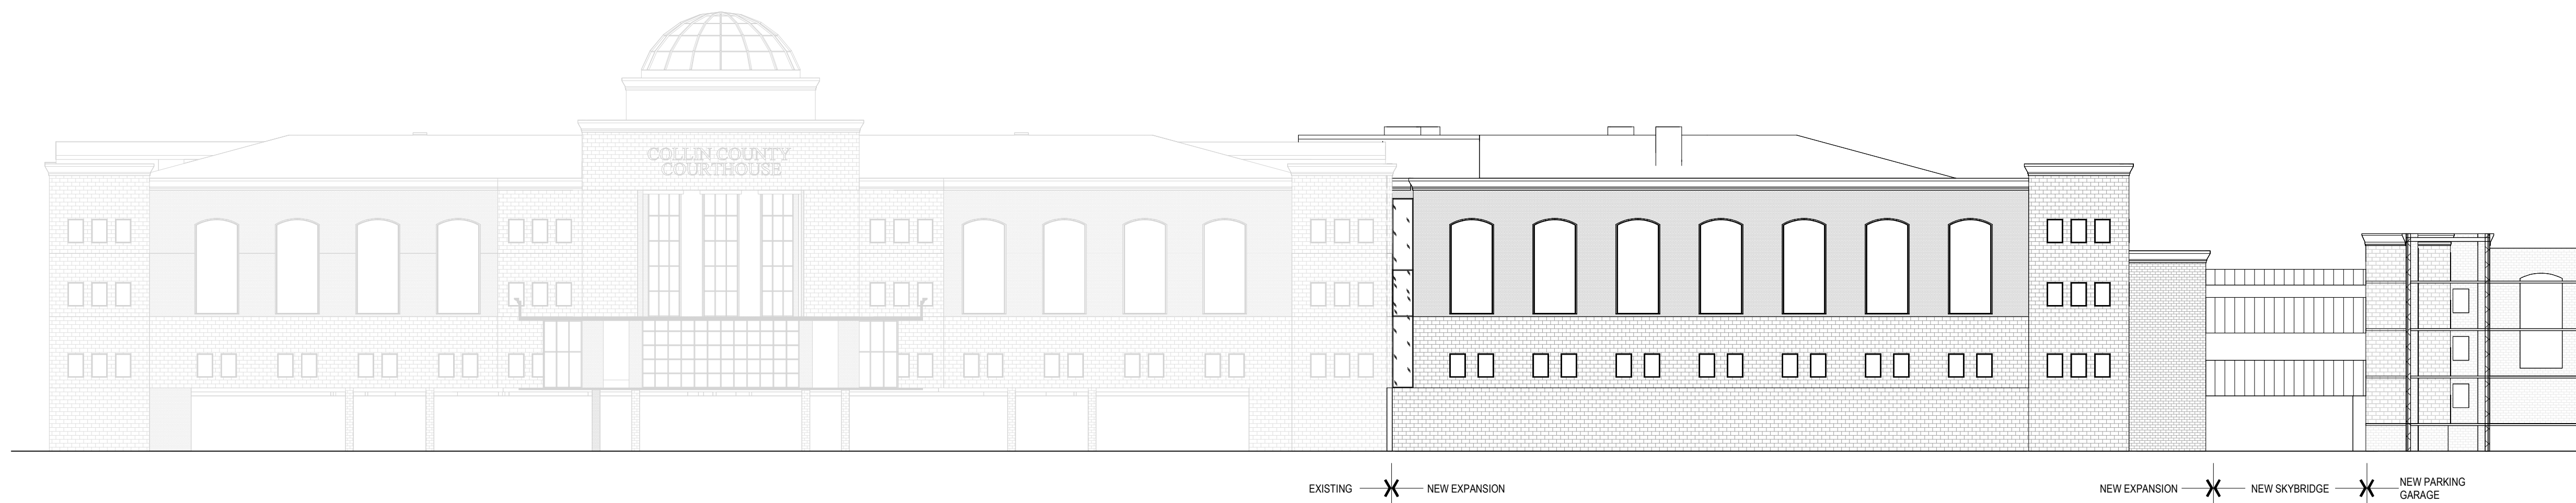 COLLIN COUNTY
COURTHOUSE
EXISTING
NEW EXPANSION
NEW EXPANSION
NEW SKYBRIDGE
NEW PARKING
GARAGE